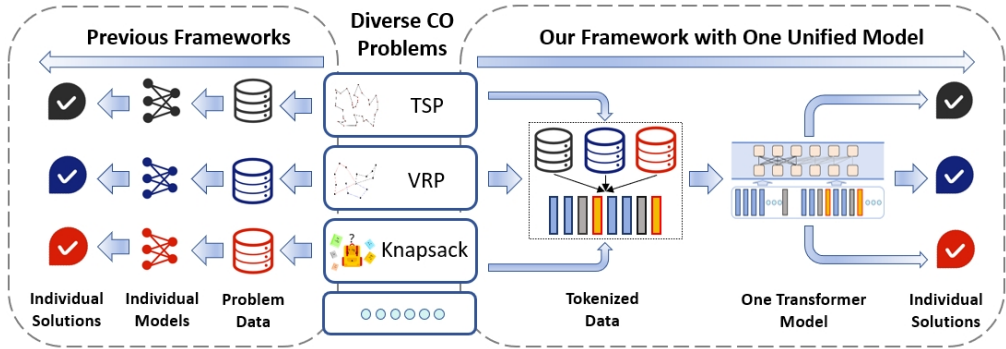 Previous Frameworks
Diverse CO
Problems
Our Framework with One Unified Model
TSP
VRP
?
Knapsack
Individual
Solutions
Individual
Models
Problem
Data
Tokenized
Data
One Transformer
Model
Individual
Solutions